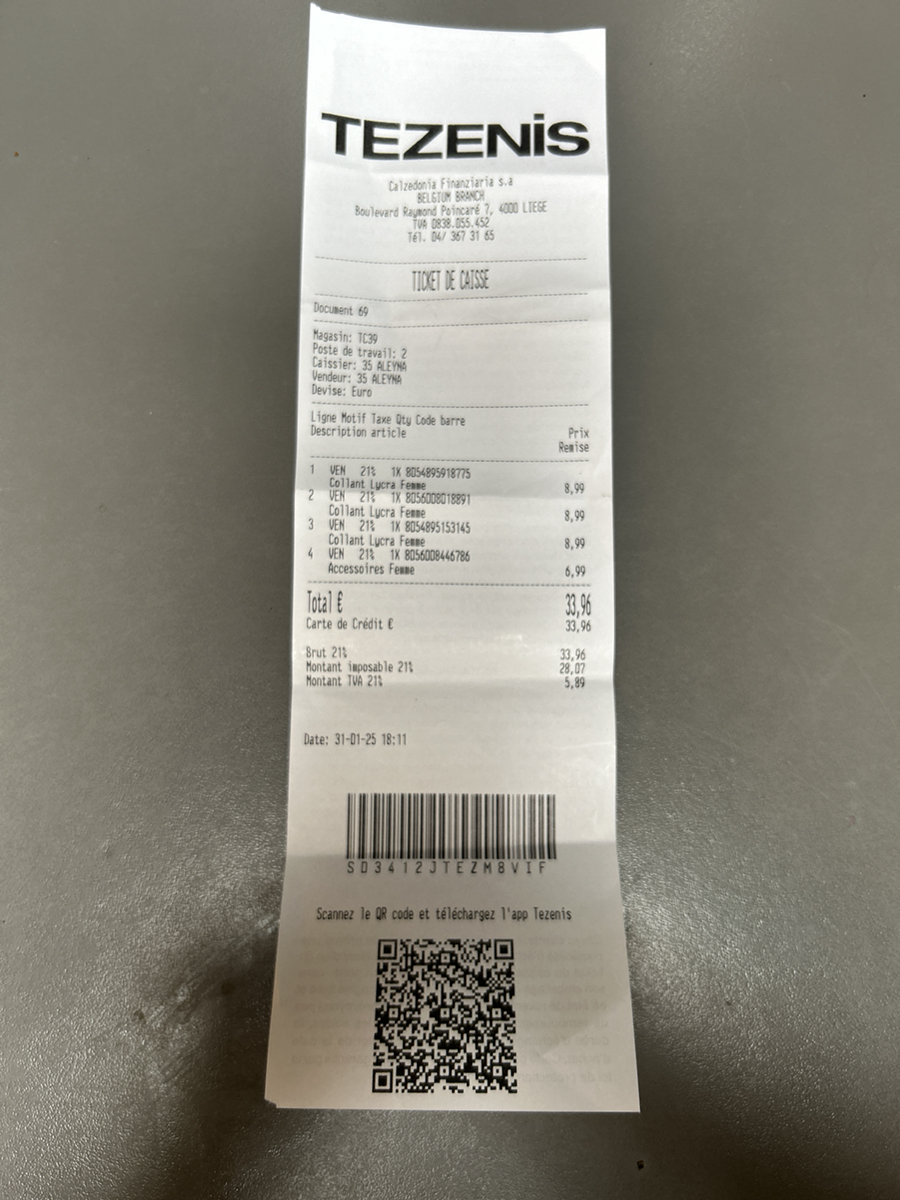 TEZENiS
Calzedonia Finanziaria s.a
BELGIUM BRANCH
Boulevard Raymond Poincaré 7, 4000 LIEGE
TVA 0838.055.452
Tél. 04/ 367 31 65
TICKET DE CAISSE
Document 69
Magasin: TC39
Poste de travail: 2
Caissier: 35 ALEYNA
Vendeur: 35 ALEYNA
Devise: Euro
Ligne Motif Taxe Qty Code barre
Description article Prix
Remise
1 VEN 21% 1X 8054895918775
Collant Lycra Femme 8,99
2 VEN 21% 1X 8056008018891
Collant Lycra Femme 8,99
3 VEN 21% 1X 8054895153145
Collant Lycra Femme 8,99
4 VEN 21% 1X 8056008446786
Accessoires Femme 6,99
Total € 33,96
Carte de Crédit € 33,96
Brut 21% 33,96
Montant imposable 21% 28,07
Montant TVA 21% 5,89
Date: 31-01-25 18:11
SD3412JTEZM8VIF
Scannez le QR code et téléchargez l'app Tezenis